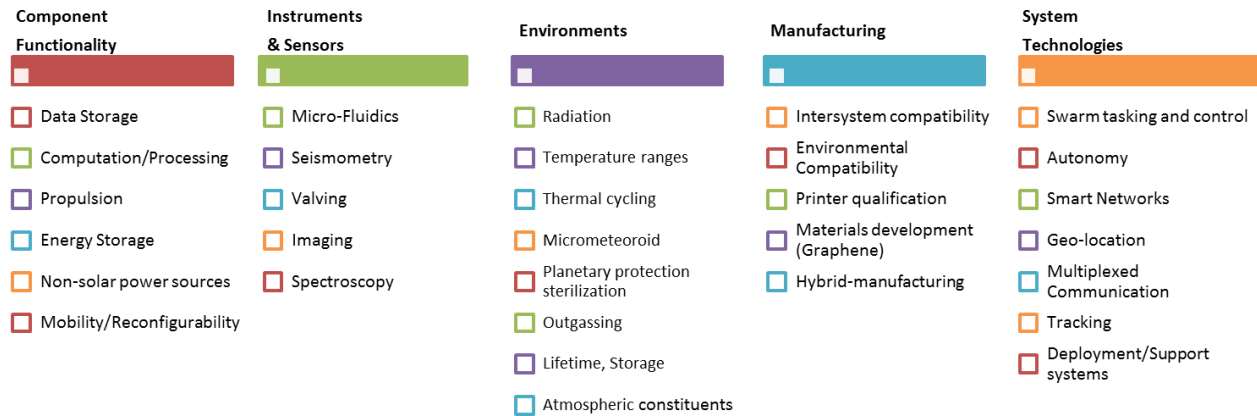 Component
Functionality
Data Storage
Computation/Processing
Propulsion
Energy Storage
Non-solar power sources
Mobility/Reconfigurability
Instruments
& Sensors
Micro-Fluidics
Seismometry
Valving
Imaging
Spectroscopy
Environments
Radiation
Temperature ranges
Thermal cycling
Micrometeoroid
Planetary protection
sterilization
Outgassing
Lifetime, Storage
Atmospheric constituents
Manufacturing
Intersystem compatibility
Environmental
Compatibility
Printer qualification
Materials development
(Graphene)
Hybrid-manufacturing
System
Technologies
Swarm tasking and control
Autonomy
Smart Networks
Geo-location
Multiplexed
Communication
Tracking
Deployment/Support
systems